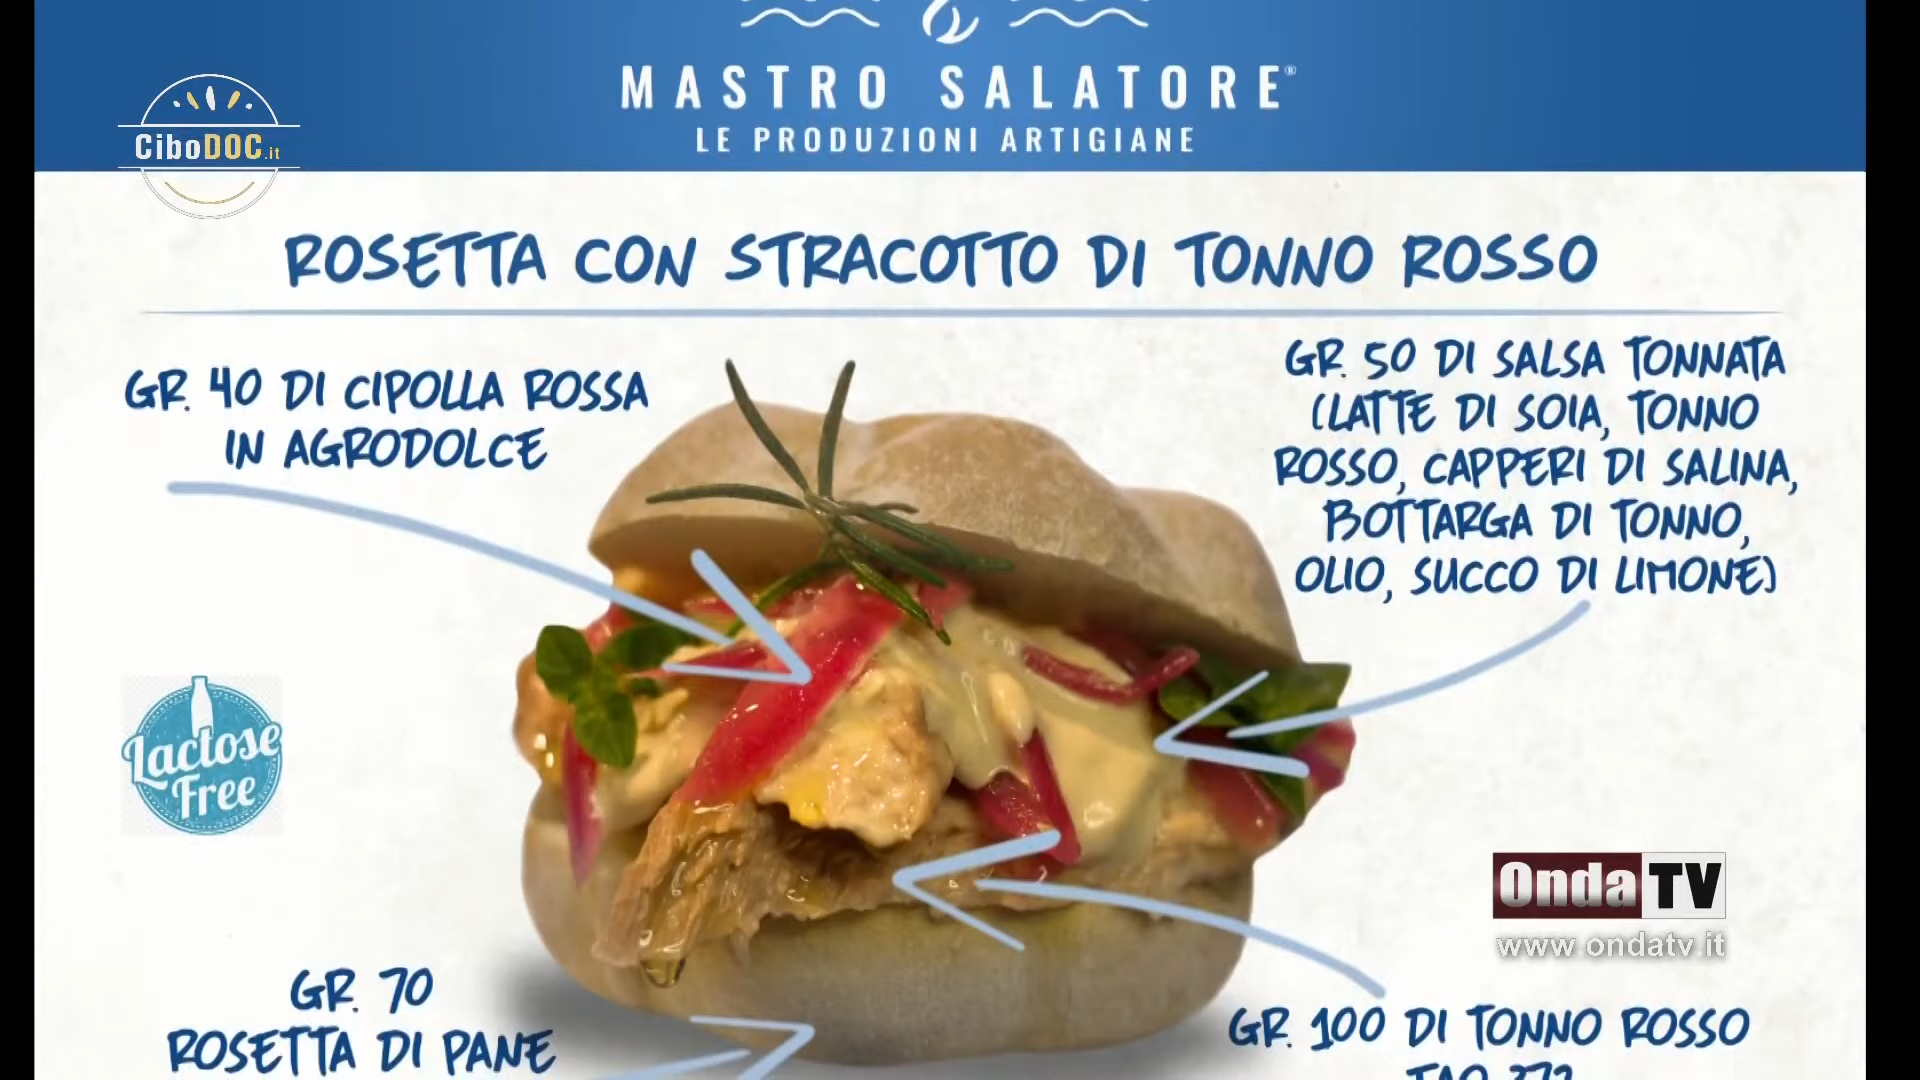 MASTRO SALATORE®
LE PRODUZIONI ARTIGIANE
CiboDOC.it
ROSETTA CON STRACOTTO DI TONNO ROSSO
GR. 40 DI CIPOLLA ROSSA
IN AGRODOLCE
GR. 50 DI SALSA TONNATA
(LATTE DI SOIA, TONNO
ROSSO, CAPPERI DI SALINA,
BOTTARGA DI TONNO,
OLIO, SUCCO DI LIMONE)
Lactose
Free
OndaTV
www.ondatv.it
GR. 70
ROSETTA DI PANE
GR. 100 DI TONNO ROSSO